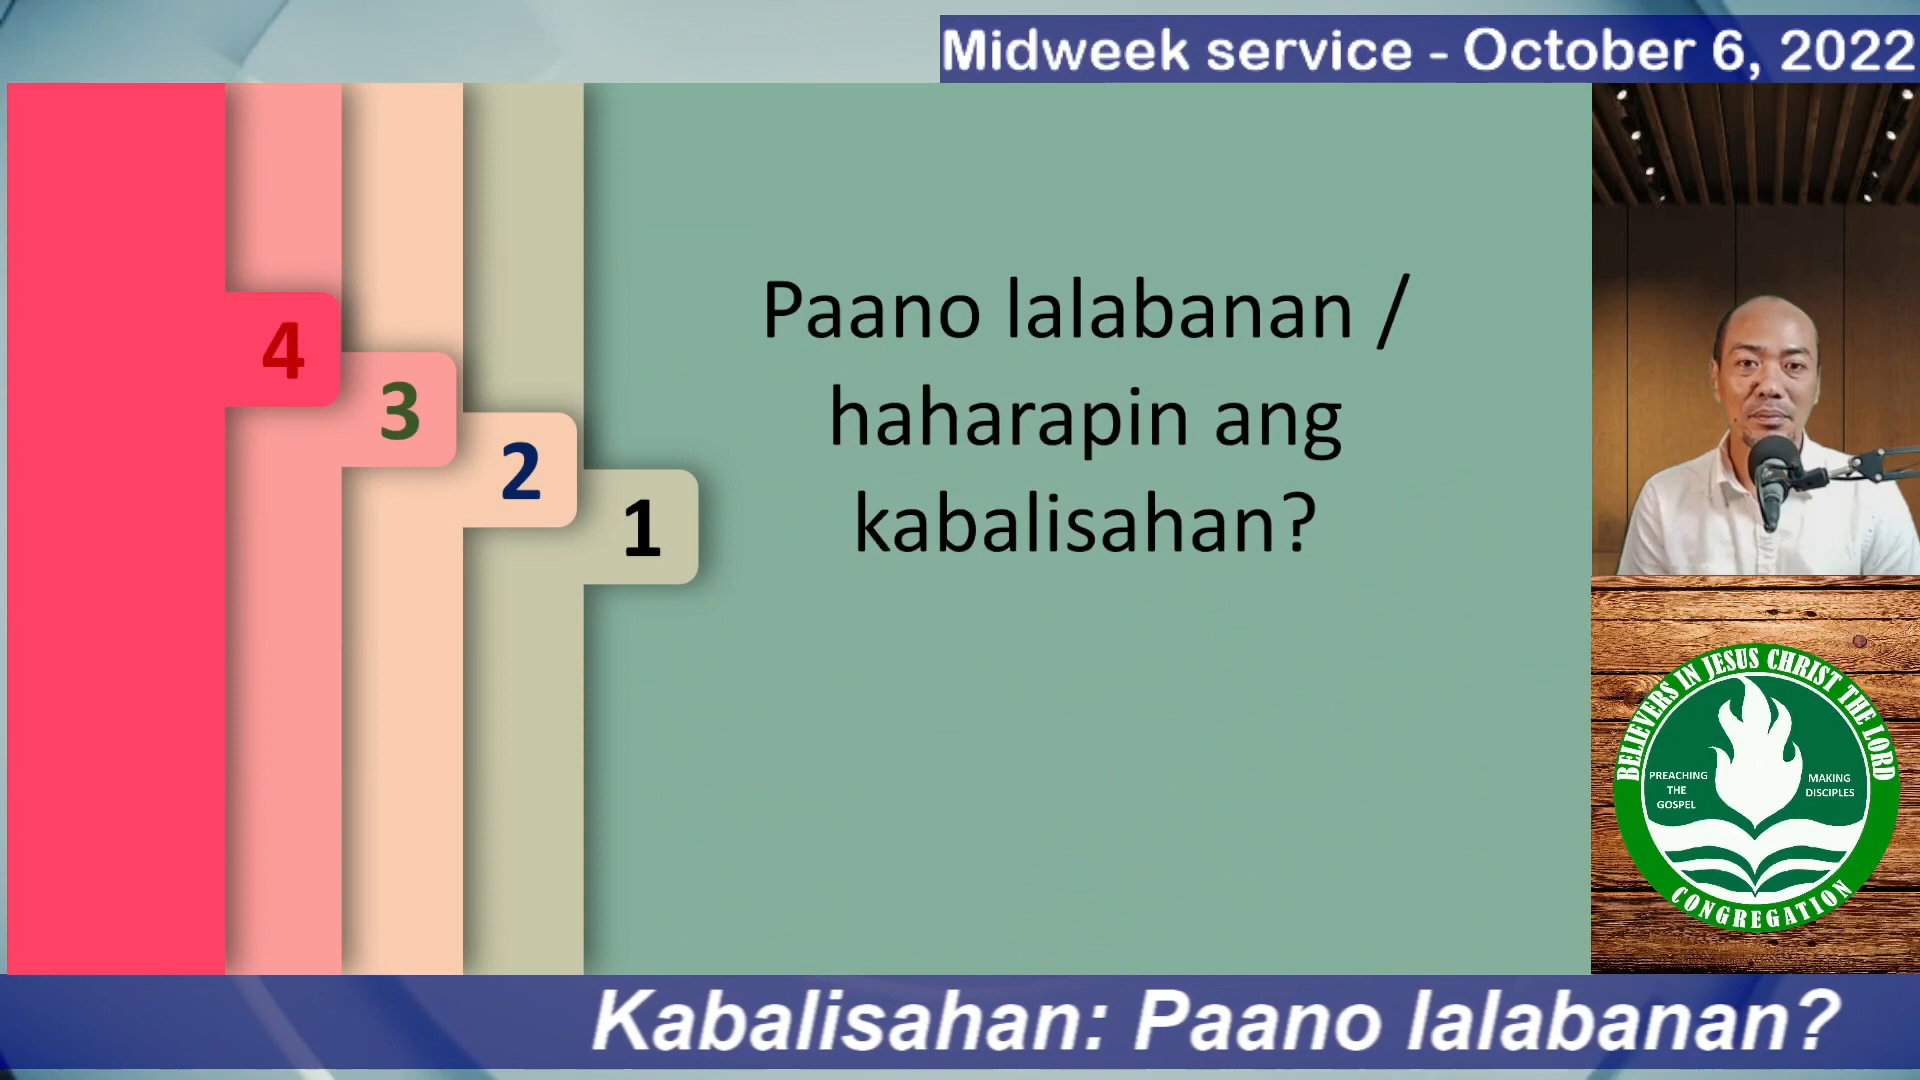 Midweek service - October 6, 2022
4
3
2
1
Paano lalabanan /
haharapin ang
kabalisahan?
BELIEVERS IN JESUS CHRIST THE LORD
PREACHING
THE
GOSPEL
MAKING
DISCIPLES
CONGREGATION
Kabalisahan: Paano lalabanan?